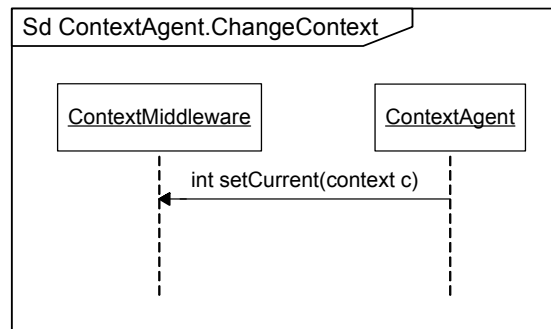 Sd ContextAgent.ChangeContext
ContextMiddleware
ContextAgent
int setCurrent(context c)